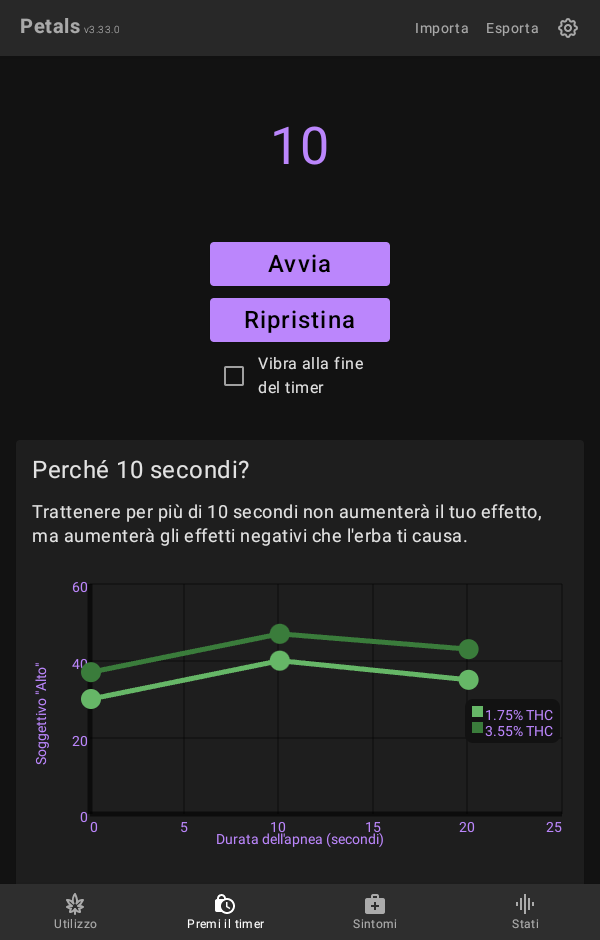 Petals v3.33.0
Importa
Esporta
10
Avvia
Ripristina
Vibra alla fine
del timer
Perché 10 secondi?
Trattenere per più di 10 secondi non aumenterà il tuo effetto,
ma aumenterà gli effetti negativi che l'erba ti causa.
60
40
20
0
Soggettivo "Alto"
1.75% THC
3.55% THC
0 5 10 15 20 25
Durata dell'apnea (secondi)
Utilizzo
Premi il timer
Sintomi
Stati